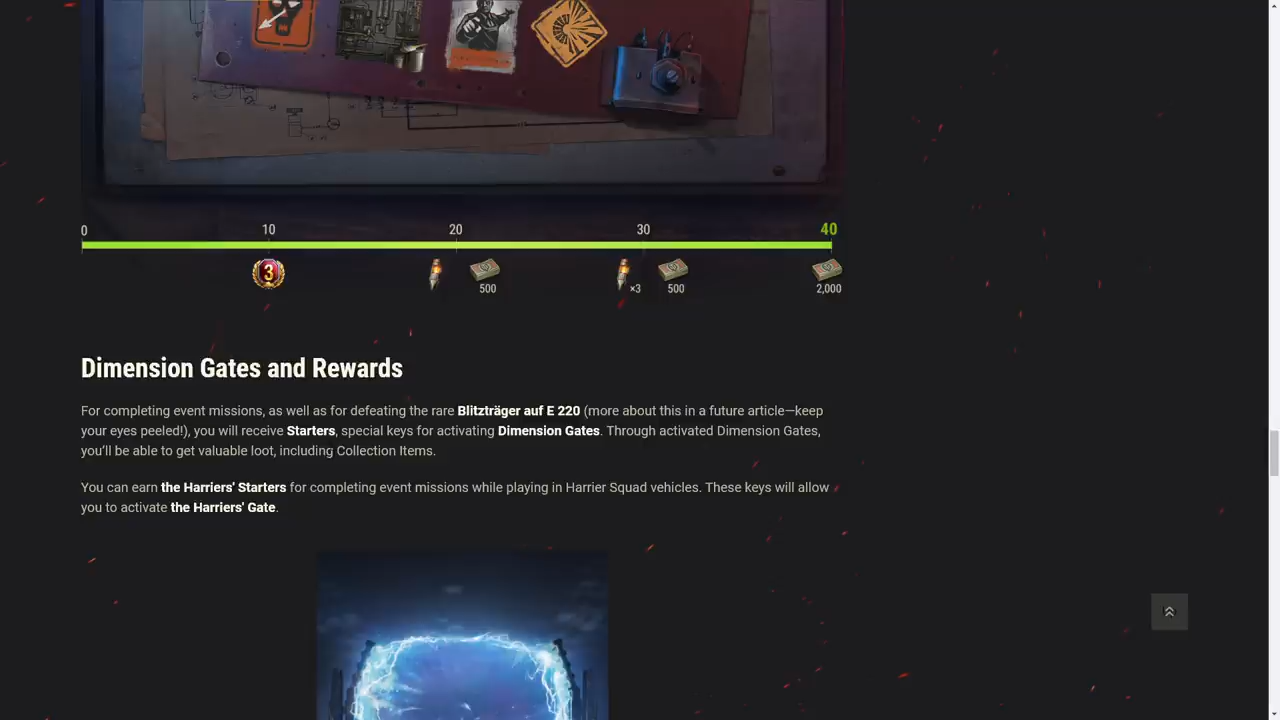 0 10 20 30 40
3
500 ×3 500 2,000
Dimension Gates and Rewards
For completing event missions, as well as for defeating the rare Blitzträger auf E 220 (more about this in a future article—keep
your eyes peeled!), you will receive Starters, special keys for activating Dimension Gates. Through activated Dimension Gates,
you’ll be able to get valuable loot, including Collection Items.
You can earn the Harriers' Starters for completing event missions while playing in Harrier Squad vehicles. These keys will allow
you to activate the Harriers' Gate.